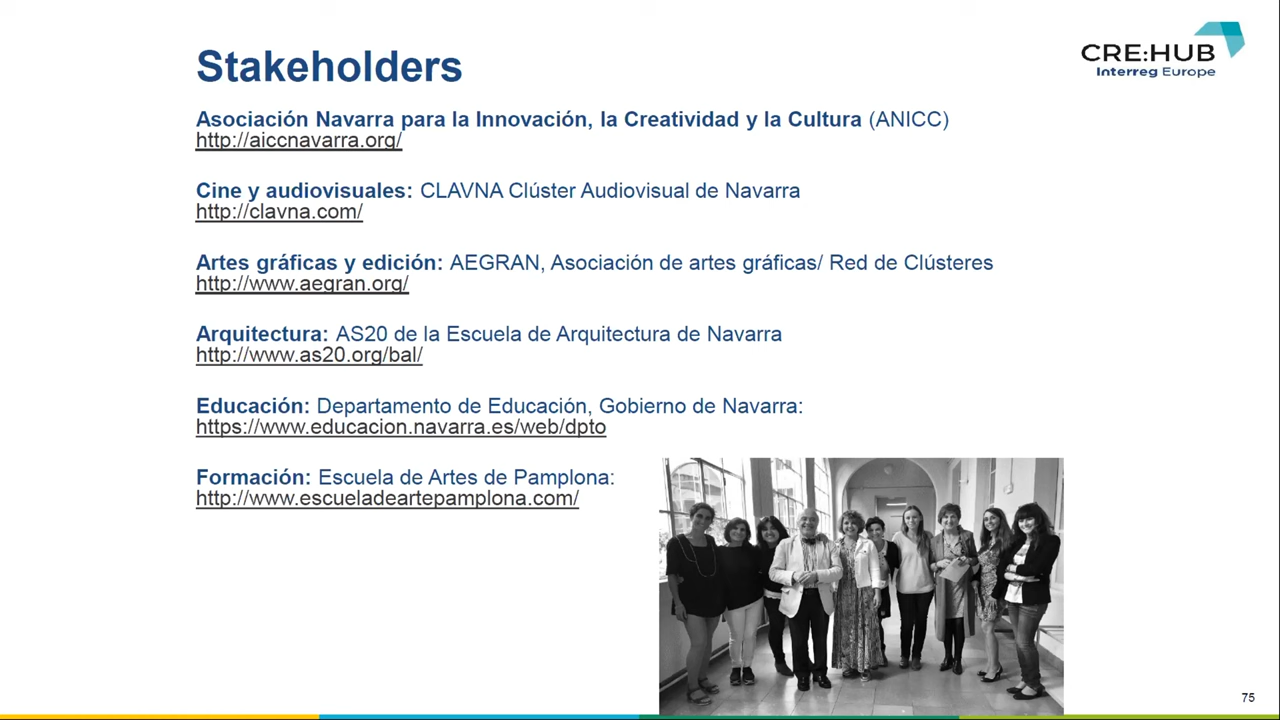 Stakeholders
CRE:HUB
Interreg Europe
Asociación Navarra para la Innovación, la Creatividad y la Cultura (ANICC)
http://aiccnavarra.org/
Cine y audiovisuales: CLAVNA Clúster Audiovisual de Navarra
http://clavna.com/
Artes gráficas y edición: AEGRAN, Asociación de artes gráficas/ Red de Clústeres
http://www.aegran.org/
Arquitectura: AS20 de la Escuela de Arquitectura de Navarra
http://www.as20.org/bal/
Educación: Departamento de Educación, Gobierno de Navarra:
https://www.educacion.navarra.es/web/dpto
Formación: Escuela de Artes de Pamplona:
http://www.escueladeartepamplona.com/
75